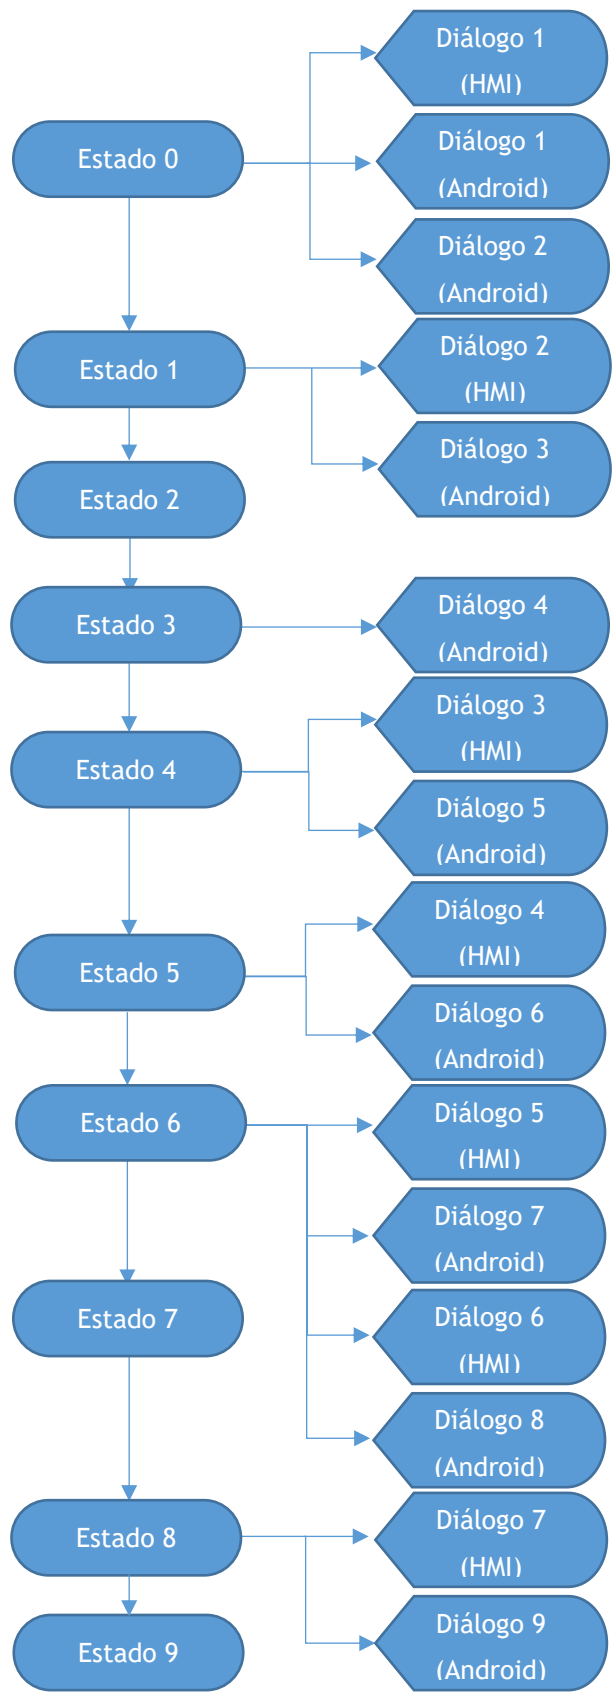 Diálogo 1
(HMI)
Estado 0
Diálogo 1
(Android)
Diálogo 2
(Android)
Estado 1
Diálogo 2
(HMI)
Diálogo 3
(Android)
Estado 2
Estado 3
Diálogo 4
(Android)
Diálogo 3
(HMI)
Estado 4
Diálogo 5
(Android)
Diálogo 4
(HMI)
Estado 5
Diálogo 6
(Android)
Estado 6
Diálogo 5
(HMI)
Diálogo 7
(Android)
Estado 7
Diálogo 6
(HMI)
Diálogo 8
(Android)
Estado 8
Diálogo 7
(HMI)
Estado 9
Diálogo 9
(Android)